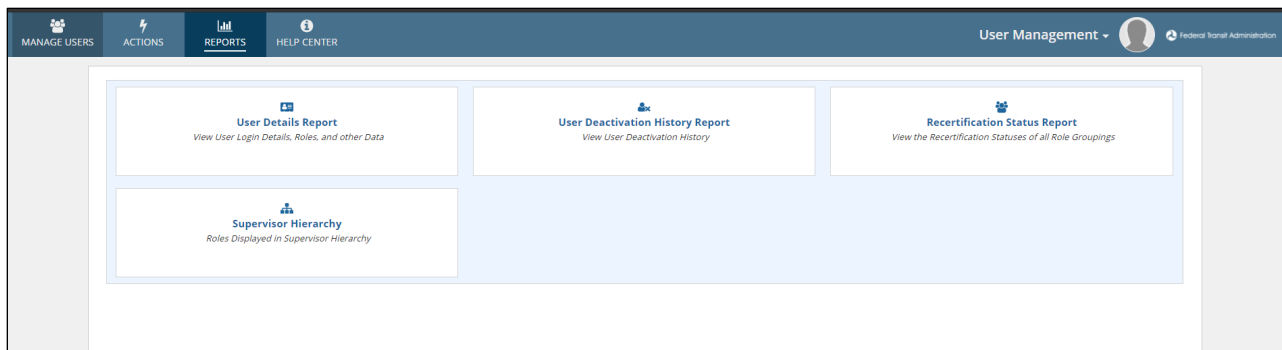 MANAGE USERS
ACTIONS
REPORTS
HELP CENTER
User Management
Federal Transit Administration
User Details Report
View User Login Details, Roles, and other Data
User Deactivation History Report
View User Deactivation History
Recertification Status Report
View the Recertification Statuses of all Role Groupings
Supervisor Hierarchy
Roles Displayed in Supervisor Hierarchy